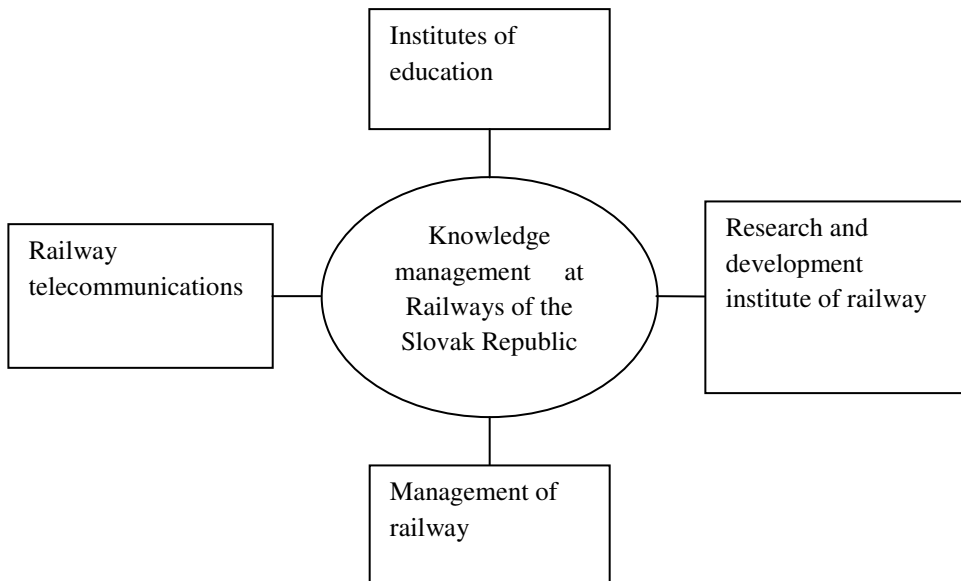 Institutes of
education
Railway
telecommunications
Knowledge
management at
Railways of the
Slovak Republic
Research and
development
institute of railway
Management of
railway